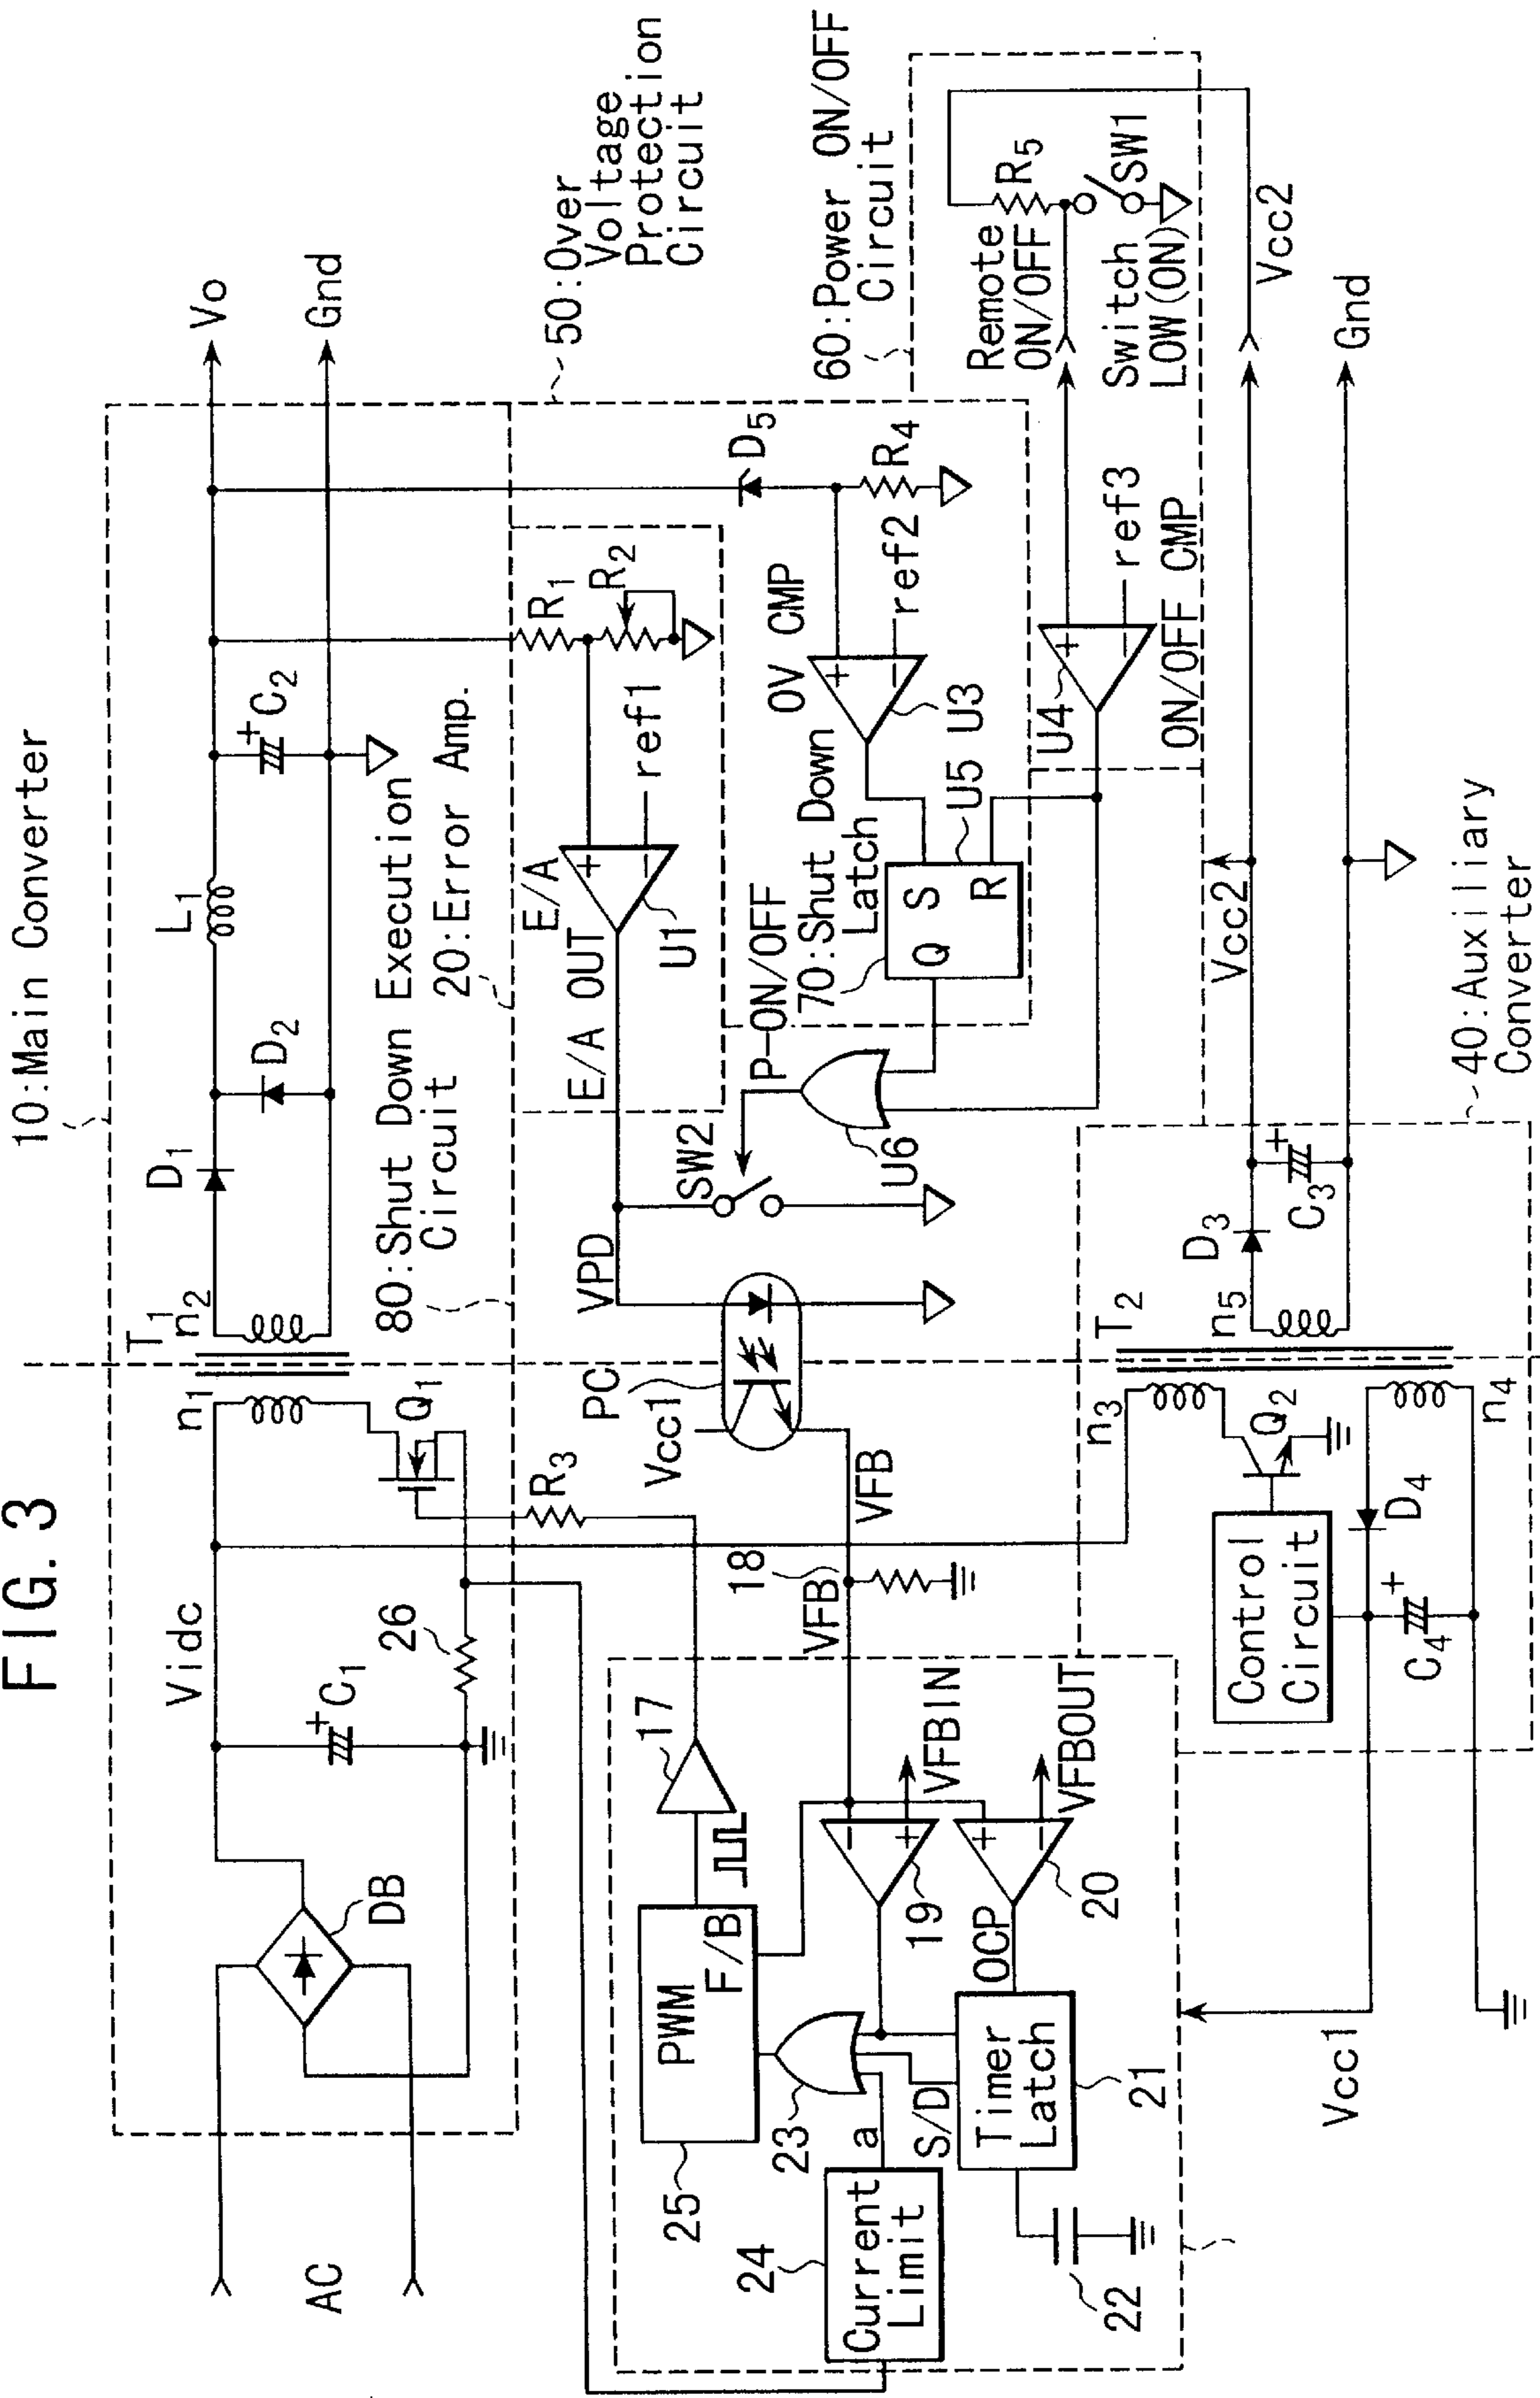 FIG. 3
10:Main Converter
AC
DB
Vidc
+
C1
26
n1
T1
n2
Q1
D1
D2
L1
+
C2
Vo
Gnd
80:Shut Down Execution
Circuit
20:Error Amp.
50:Over
Voltage
Protection
Circuit
R3
PC
Vcc1
VPD
SW2
E/A OUT
E/A
+
−
U1
ref1
R1
R2
D5
R4
OV CMP
+
−
ref2
U3
P-ON/OFF
70:Shut Down
Latch
Q
S
R
U5
U6
60:Power ON/OFF
Circuit
Remote
ON/OFF
R5
SW1
Switch
LOW(ON)
U4
+
−
ref3
ON/OFF CMP
Vcc2
Vcc2
Gnd
VFB
VFB
18
17
25
PWM
F/B
23
a
24
Current
Limit
S/D
Timer
Latch
21
22
OCP
−
+
19
VFBIN
+
−
20
VFBOUT
Vcc1
Control
Circuit
Q2
n3
T2
n5
n4
D4
+
C4
D3
+
C3
40:Auxiliary
Converter